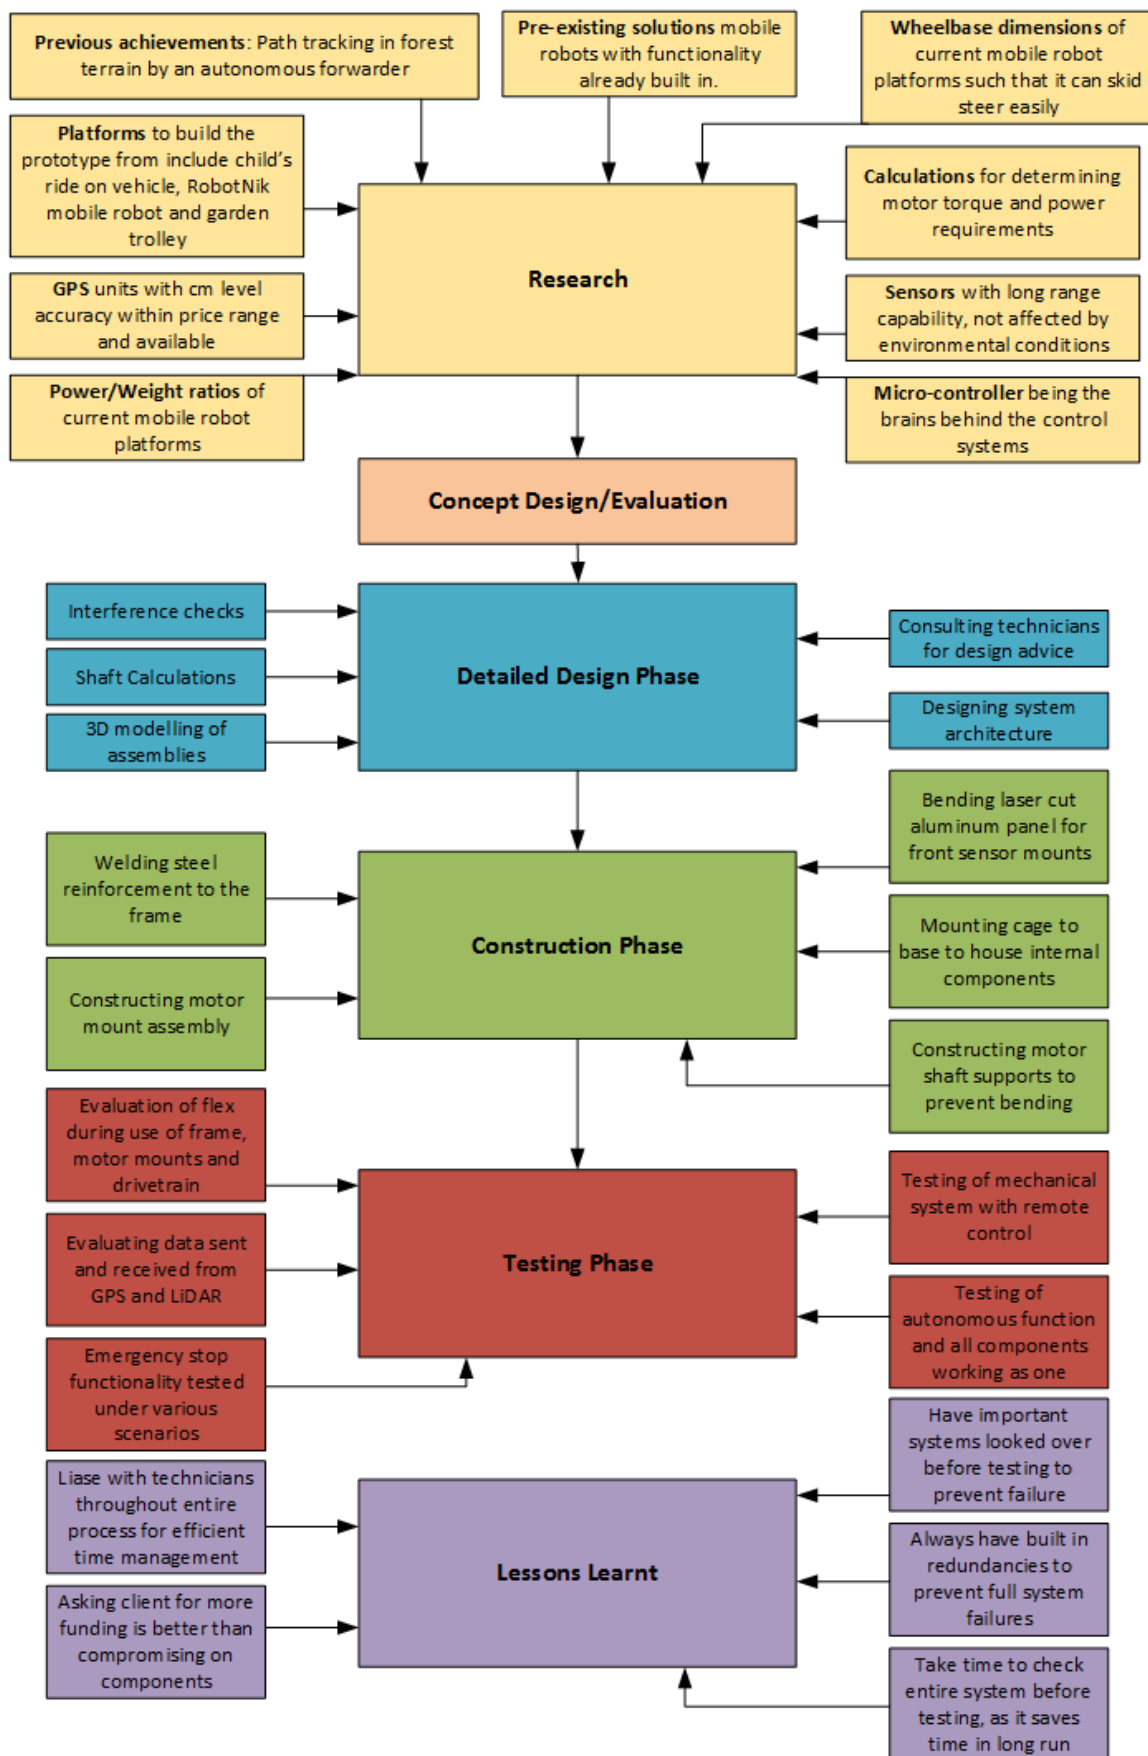 Previous achievements: Path tracking in forest
terrain by an autonomous forwarder
Pre-existing solutions mobile
robots with functionality
already built in.
Wheelbase dimensions of
current mobile robot
platforms such that it can skid
steer easily
Platforms to build the
prototype from include child's
ride on vehicle, RobotNik
mobile robot and garden
trolley
Calculations for determining
motor torque and power
requirements
Research
GPS units with cm level
accuracy within price range
and available
Sensors with long range
capability, not affected by
environmental conditions
Power/Weight ratios of
current mobile robot
platforms
Micro-controller being the
brains behind the control
systems
Concept Design/Evaluation
Interference checks
Shaft Calculations
3D modelling of
assemblies
Detailed Design Phase
Consulting technicians
for design advice
Designing system
architecture
Welding steel
reinforcement to the
frame
Constructing motor
mount assembly
Construction Phase
Bending laser cut
aluminum panel for
front sensor mounts
Mounting cage to
base to house internal
components
Constructing motor
shaft supports to
prevent bending
Evaluation of flex
during use of frame,
motor mounts and
drivetrain
Evaluating data sent
and received from
GPS and LiDAR
Emergency stop
functionality tested
under various
scenarios
Testing Phase
Testing of mechanical
system with remote
control
Testing of
autonomous function
and all components
working as one
Liase with technicians
throughout entire
process for efficient
time management
Asking client for more
funding is better than
compromising on
components
Lessons Learnt
Have important
systems looked over
before testing to
prevent failure
Always have built in
redundancies to
prevent full system
failures
Take time to check
entire system before
testing, as it saves
time in long run